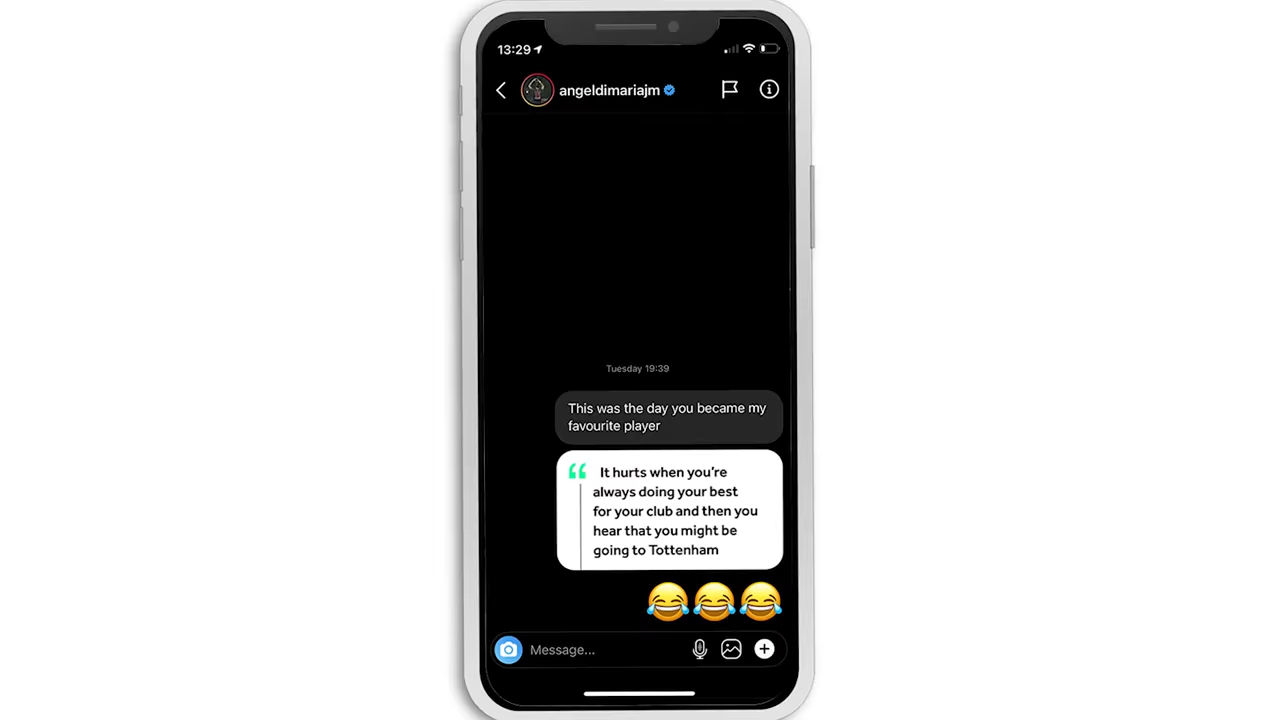 13:29
angeldimariajm
Tuesday 19:39
This was the day you became my
favourite player
“ It hurts when you’re
always doing your best
for your club and then you
hear that you might be
going to Tottenham
😂😂😂
Message...